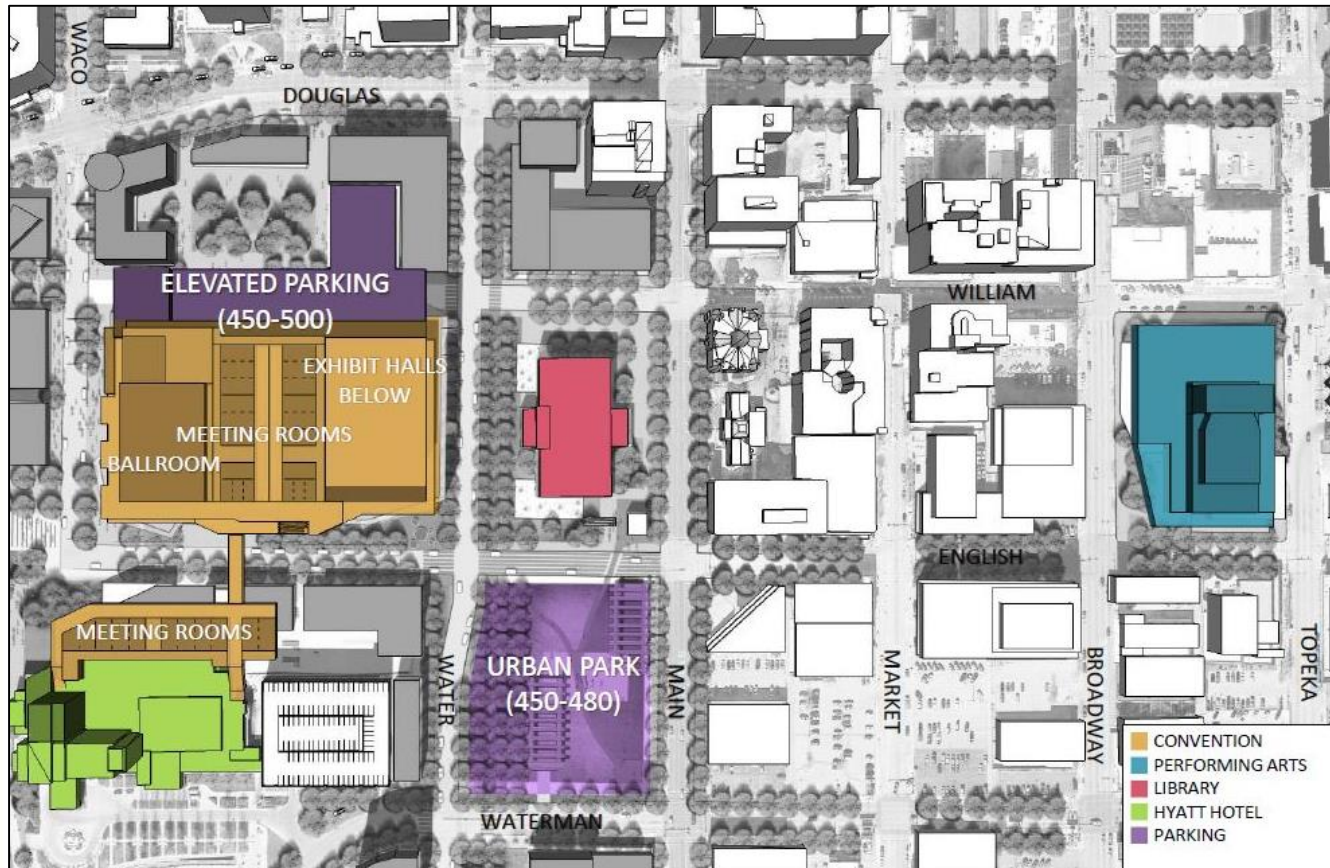 WACO
DOUGLAS
ELEVATED PARKING
(450-500)
WILLIAM
EXHIBIT HALLS
BELOW
MEETING ROOMS
BALLROOM
ENGLISH
MEETING ROOMS
WATER
URBAN PARK
(450-480)
MAIN
MARKET
BROADWAY
TOPEKA
WATERMAN
CONVENTION
PERFORMING ARTS
LIBRARY
HYATT HOTEL
PARKING